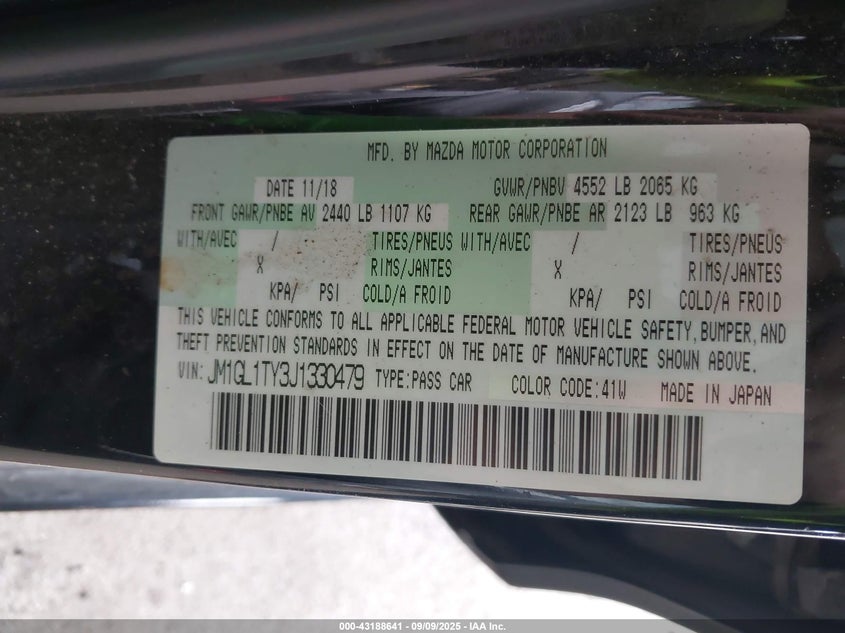 MFD. BY MAZDA MOTOR CORPORATION
DATE 11/18 GVWR/PNBV 4552 LB 2065 KG
FRONT GAWR/PNBE AV 2440 LB 1107 KG REAR GAWR/PNBE AR 2123 LB 963 KG
WITH/AVEC / TIRES/PNEUS WITH/AVEC / TIRES/PNEUS
X RIMS/JANTES X RIMS/JANTES
KPA/ PSI COLD/A FROID KPA/ PSI COLD/A FROID
THIS VEHICLE CONFORMS TO ALL APPLICABLE FEDERAL MOTOR VEHICLE SAFETY, BUMPER, AND
THEFT PREVENTION STANDARDS IN EFFECT ON THE DATE OF MANUFACTURE SHOWN ABOVE.
VIN: JM1GL1TY3J1330479 TYPE:PASS CAR COLOR CODE:41W MADE IN JAPAN
000-43188641 - 09/09/2025 - IAA Inc.